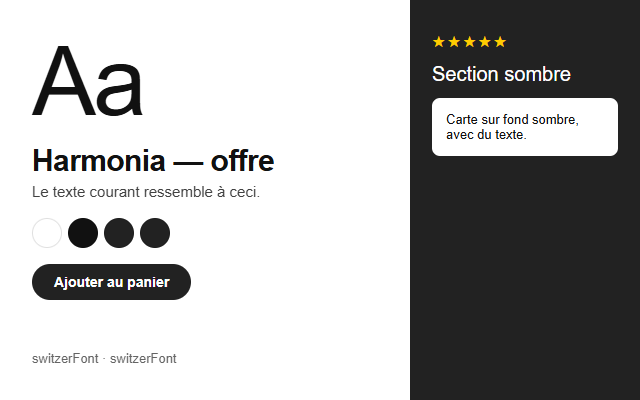 Aa
Harmonia — offre
Le texte courant ressemble à ceci.
Ajouter au panier
switzerFont · switzerFont
★★★★★
Section sombre
Carte sur fond sombre,
avec du texte.